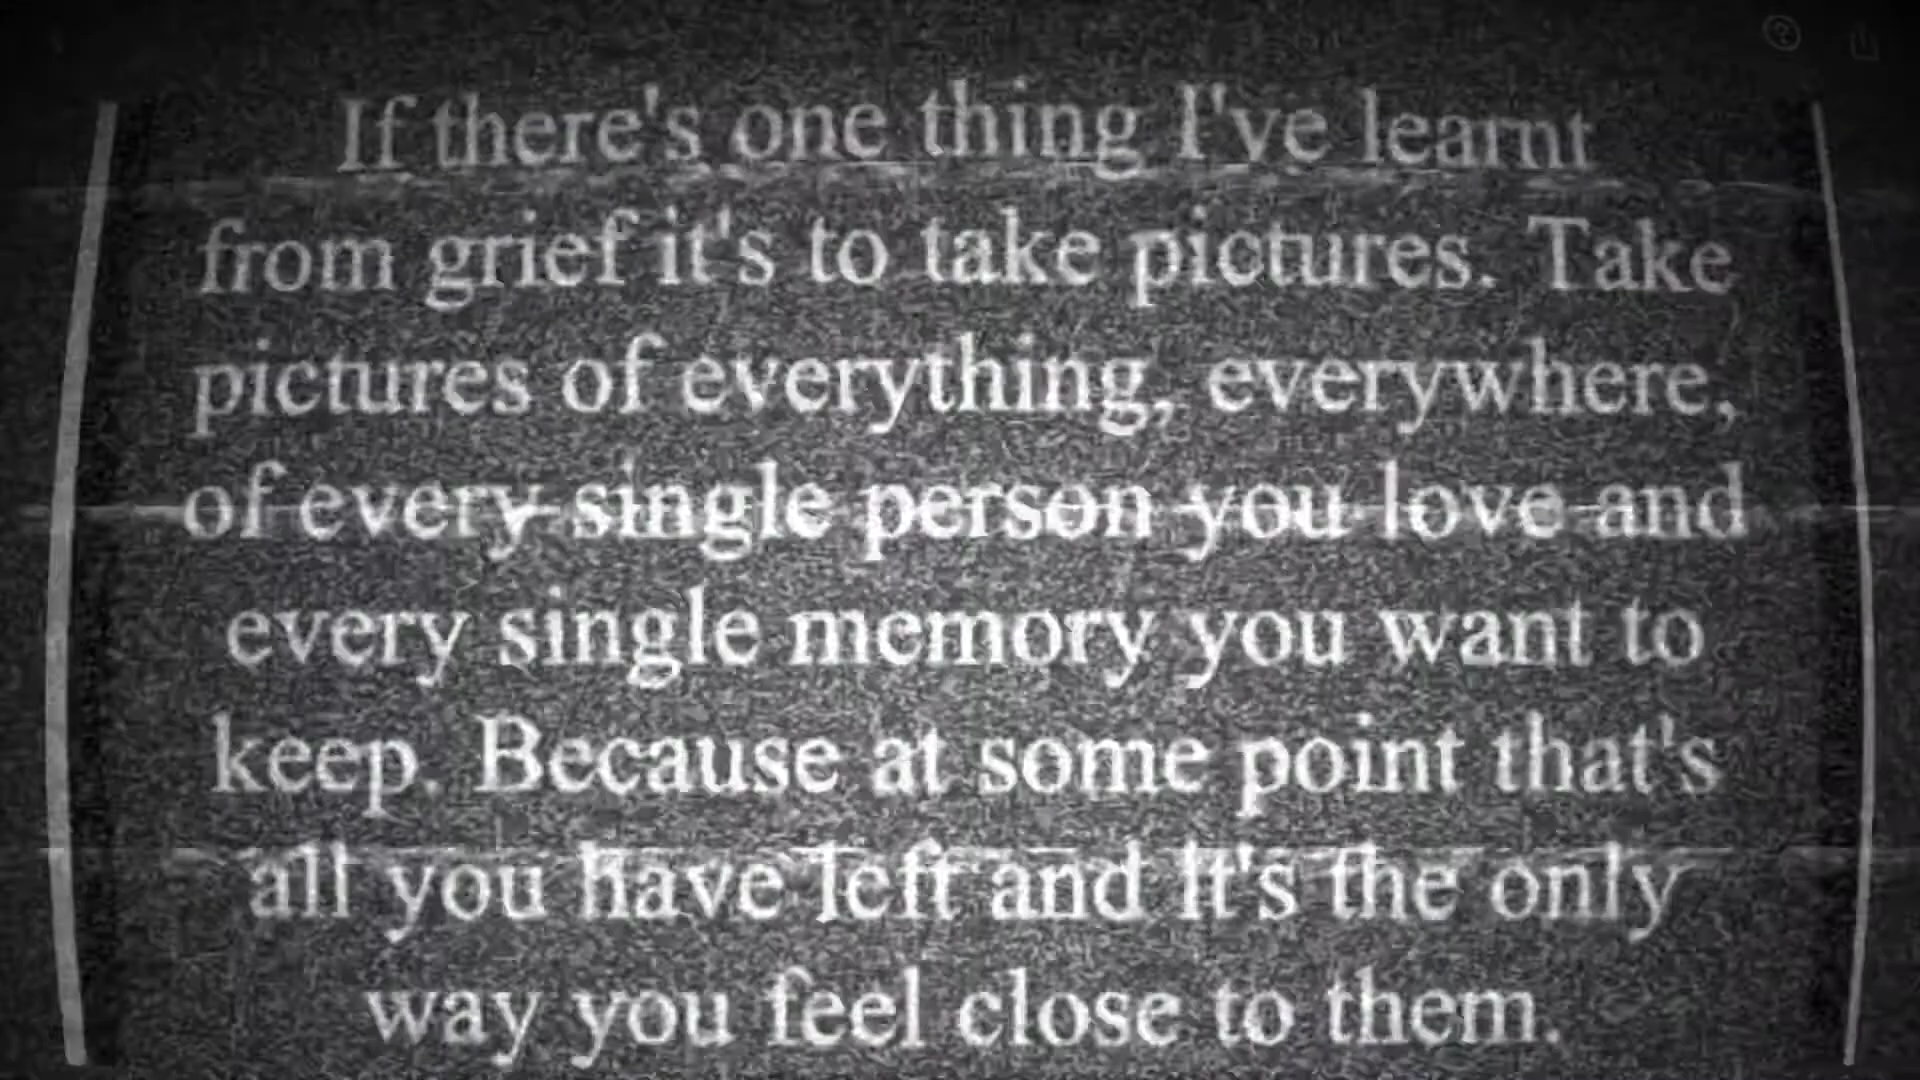 If there's one thing I've learnt
from grief it's to take pictures. Take
pictures of everything, everywhere,
of every single person you love and
every single memory you want to
keep. Because at some point that's
all you have left and it's the only
way you feel close to them.